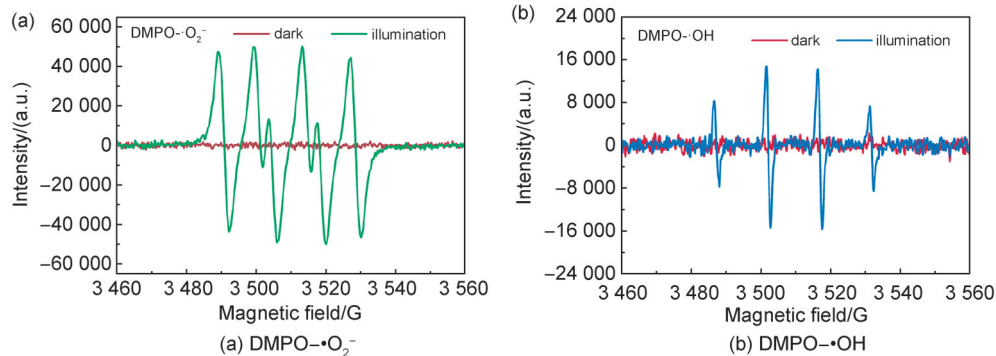 (a)
DMPO-·O₂⁻ dark illumination
60 000
40 000
20 000
0
−20 000
−40 000
−60 000
Intensity/(a.u.)
3 460 3 480 3 500 3 520 3 540 3 560
Magnetic field/G
(a) DMPO−•O₂⁻
(b)
DMPO-·OH dark illumination
24 000
16 000
8 000
0
−8 000
−16 000
−24 000
Intensity/(a.u.)
3 460 3 480 3 500 3 520 3 540 3 560
Magnetic field/G
(b) DMPO−•OH